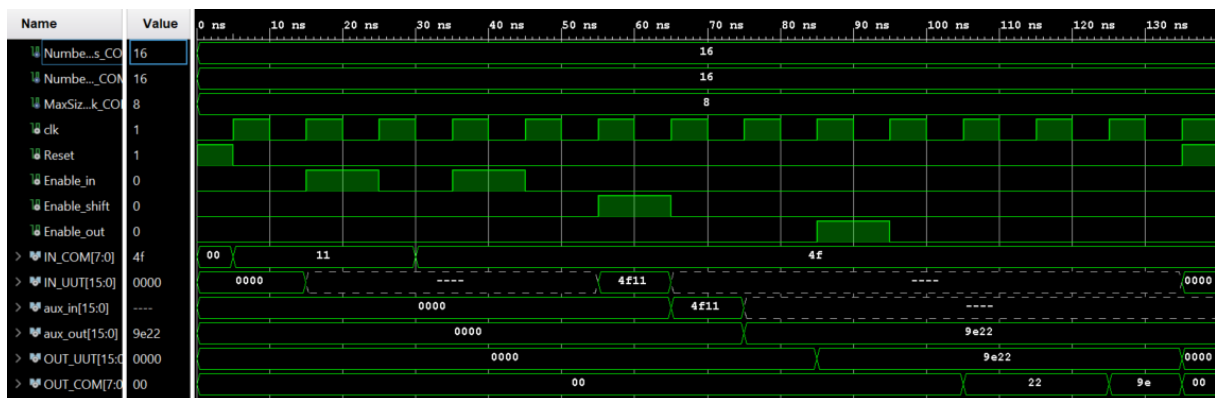 Name Value 0 ns 10 ns 20 ns 30 ns 40 ns 50 ns 60 ns 70 ns 80 ns 90 ns 100 ns 110 ns 120 ns 130 ns
Numbe...s_CO 16 16
Numbe..._CON 16 16
MaxSiz...k_COI 8 8
clk 1
Reset 1
Enable_in 0
Enable_shift 0
Enable_out 0
IN_COM[7:0] 4f 00 11 4f
IN_UUT[15:0] 0000 0000 ---- 4f11 ---- 0000
aux_in[15:0] ---- 0000 4f11 ----
aux_out[15:0] 9e22 0000 9e22
OUT_UUT[15:0 0000 0000 9e22 0000
OUT_COM[7:0 00 00 22 9e 00